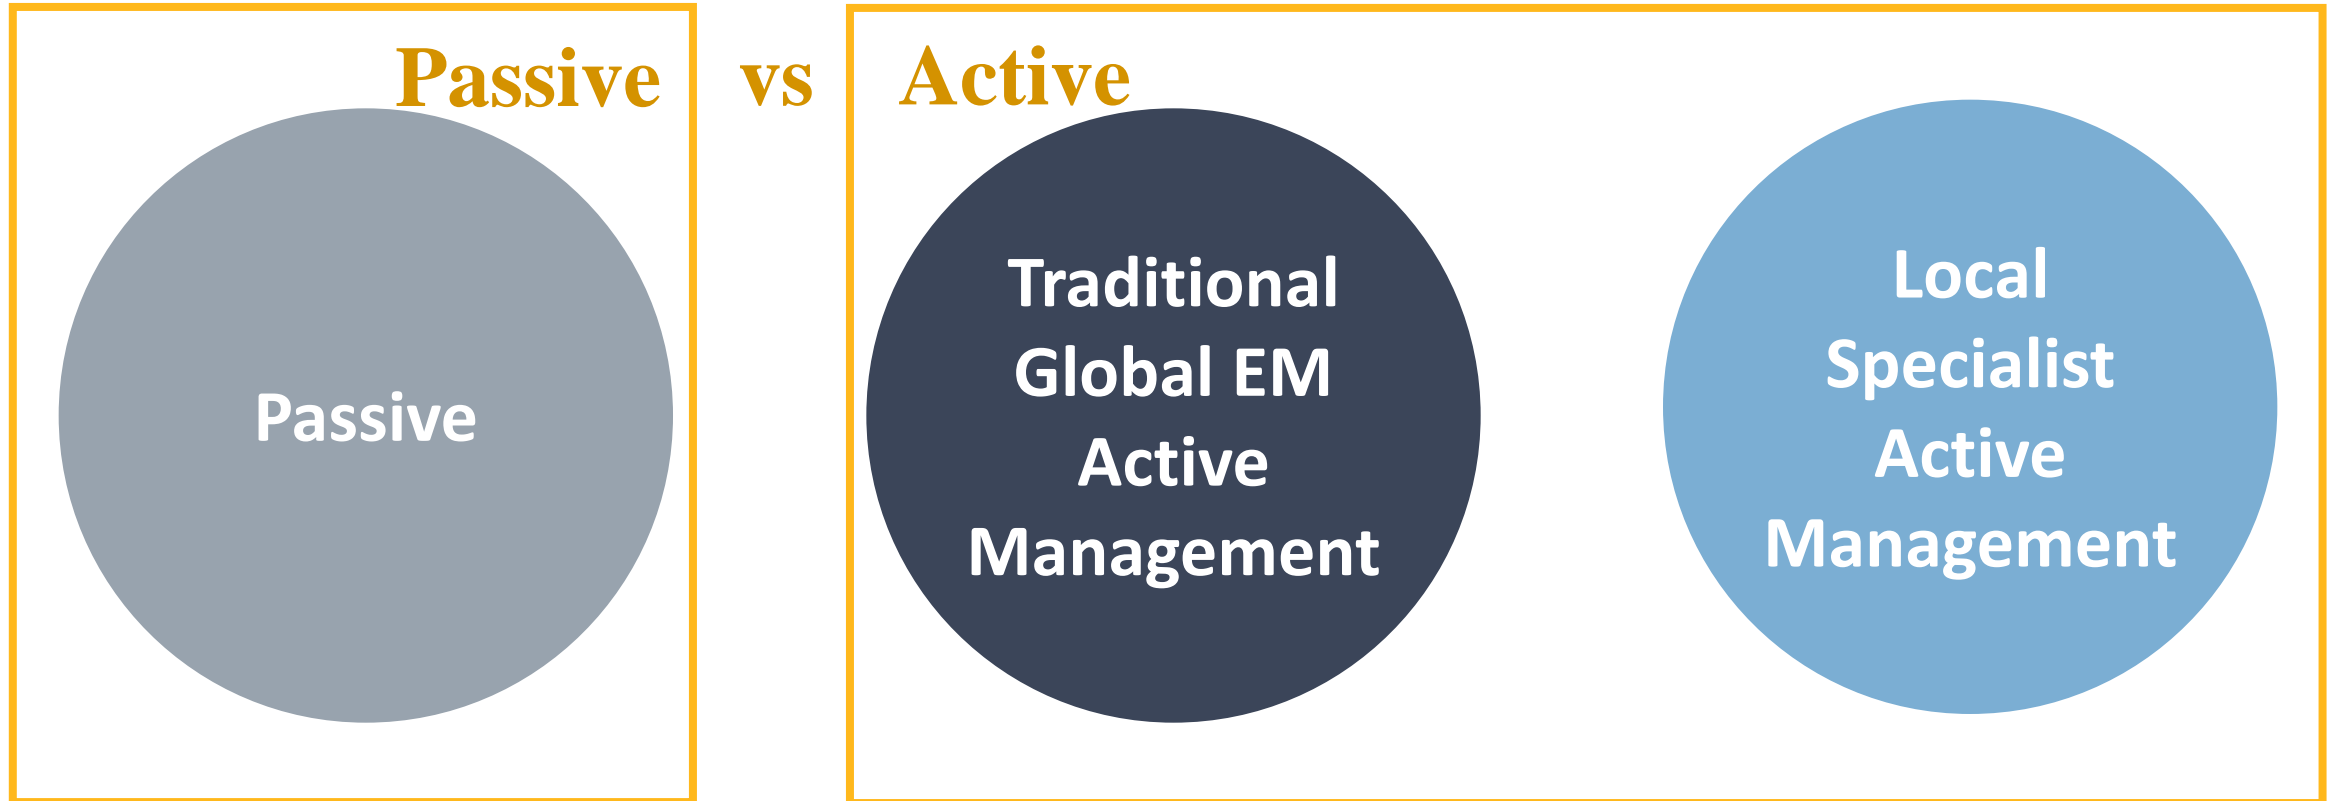 Passive vs Active
Passive
Traditional
Global EM
Active
Management
Local
Specialist
Active
Management